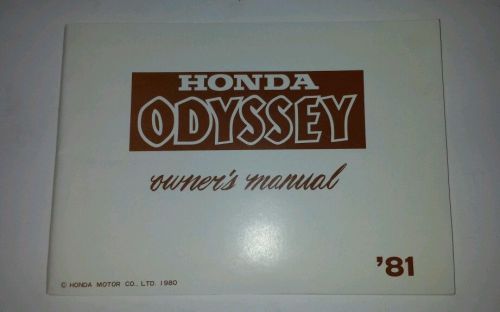 HONDA
ODYSSEY
owner's manual
'81
© HONDA MOTOR CO., LTD. 1980